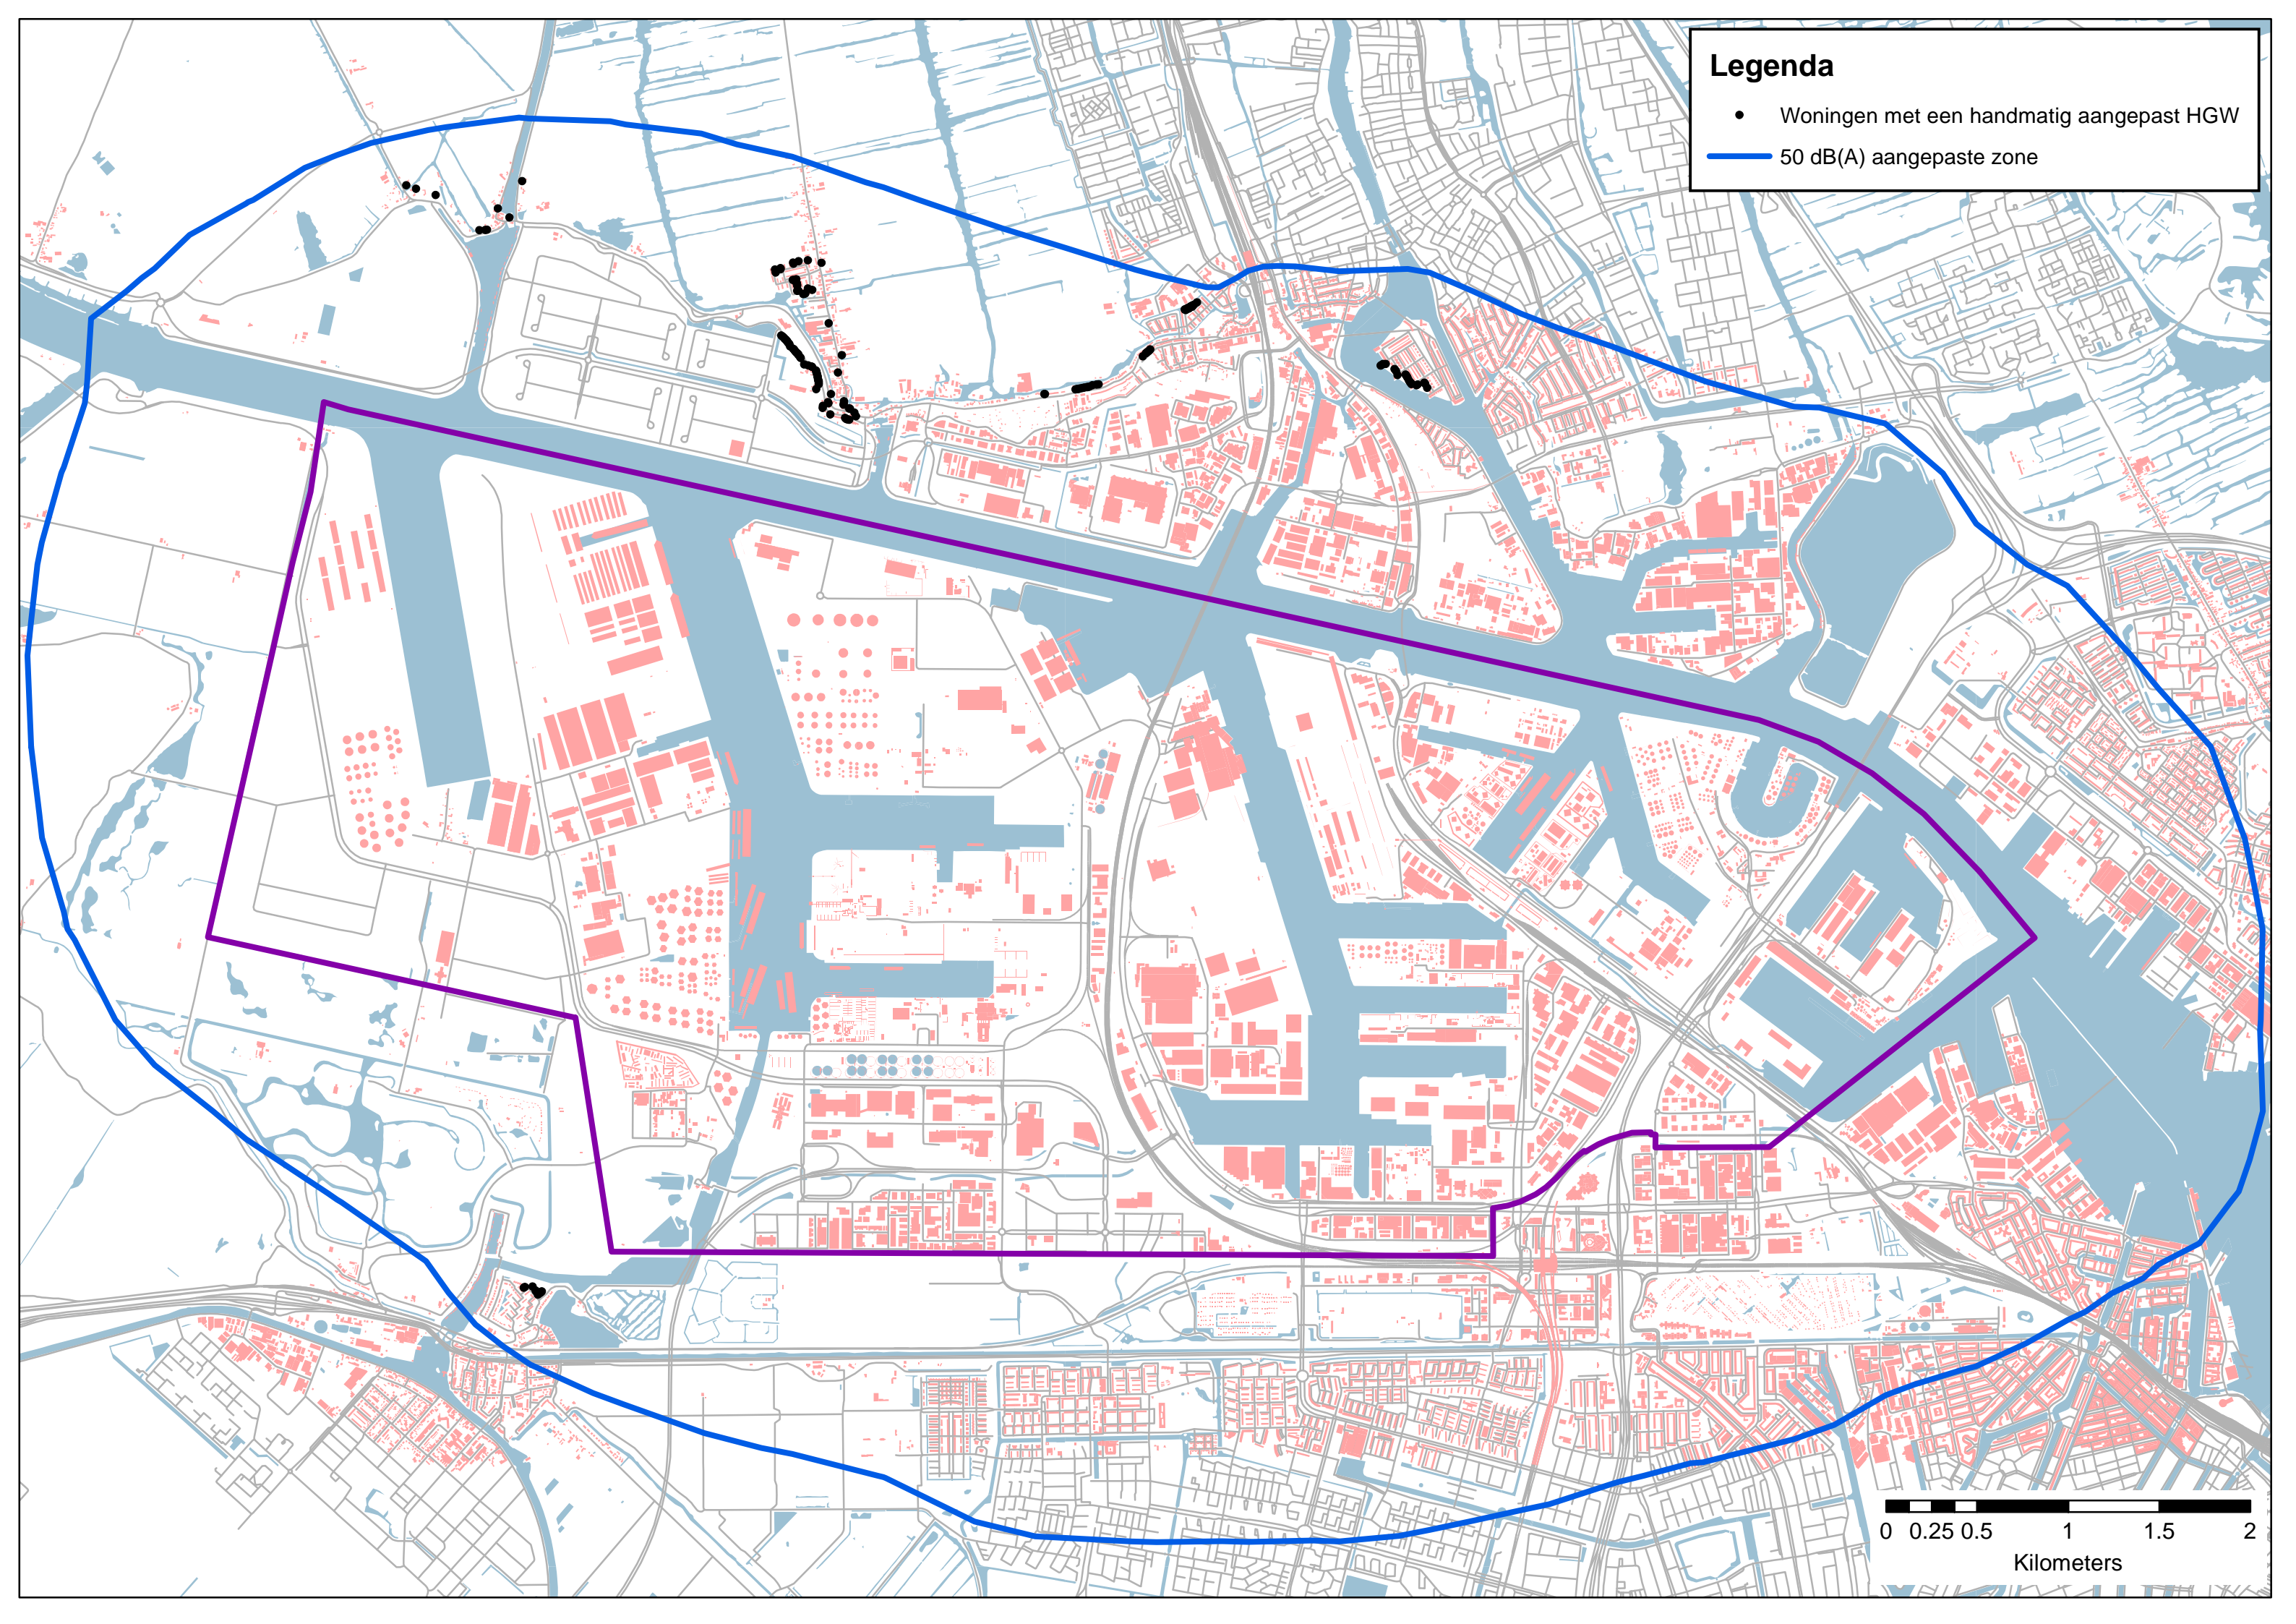 Legenda
Woningen met een handmatig aangepast HGW
50 dB(A) aangepaste zone
0 0.25 0.5 1 1.5 2
Kilometers